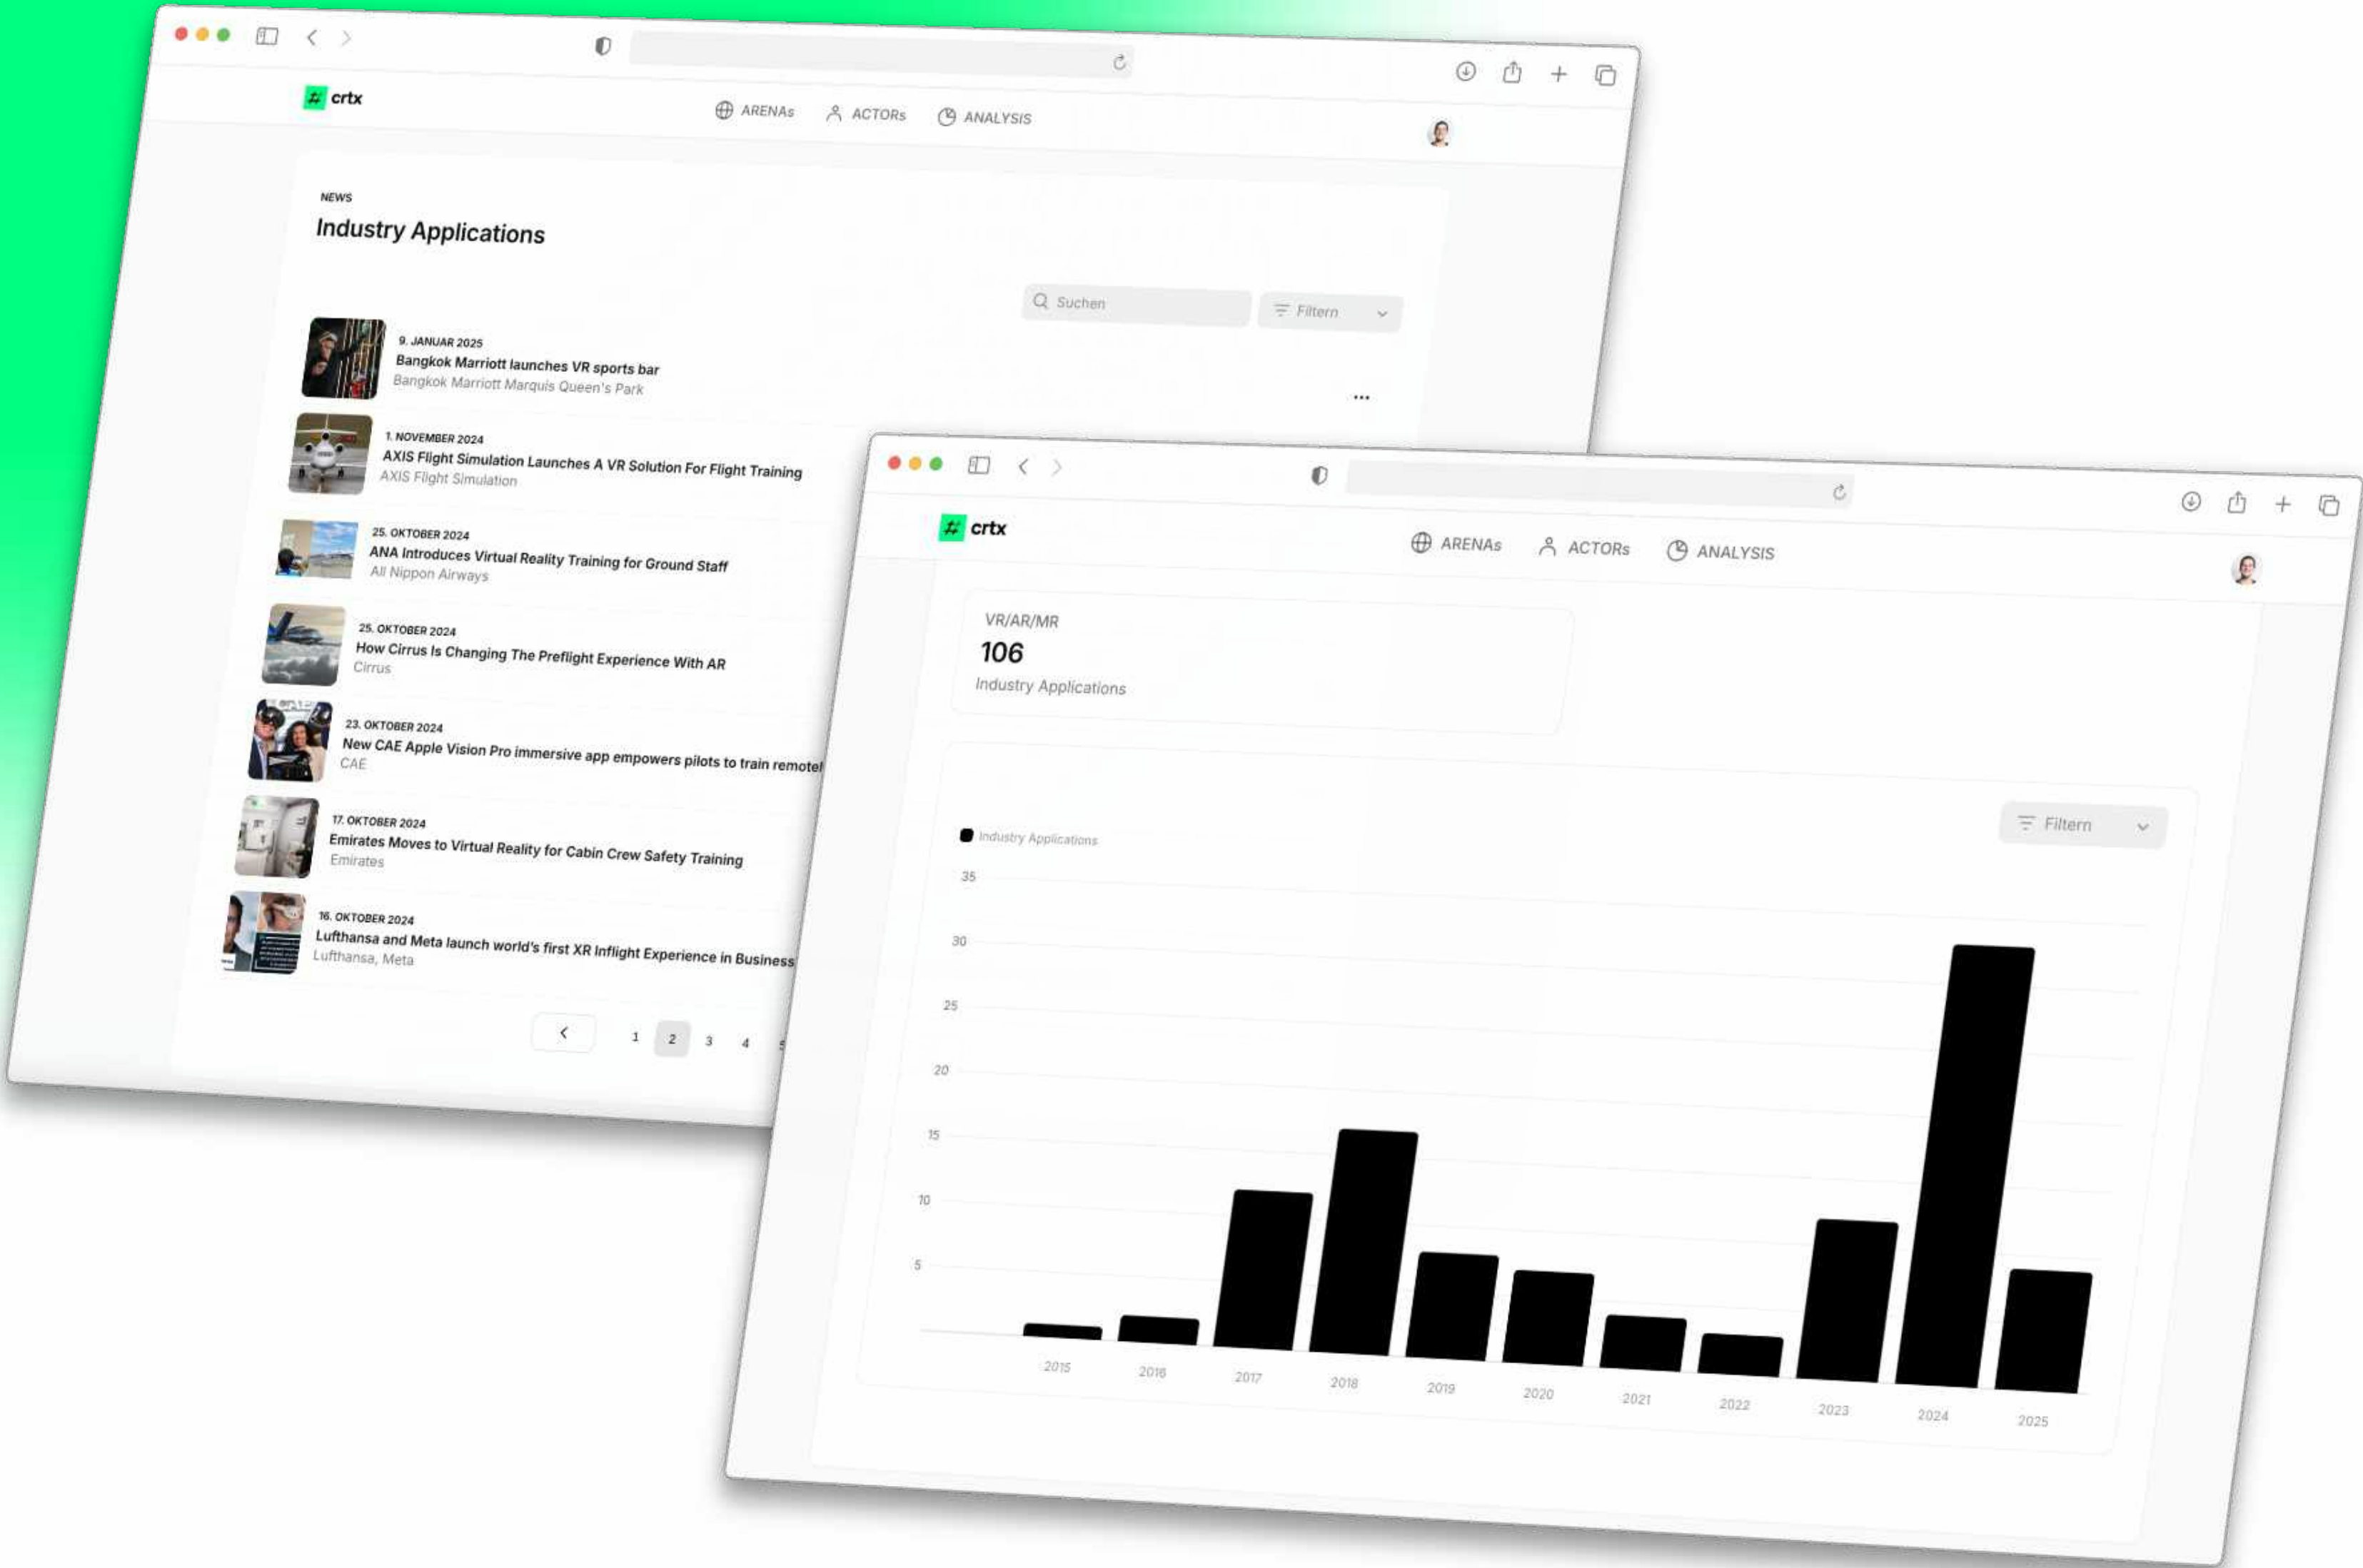 crtx
ARENAs ACTORs ANALYSIS
NEWS
Industry Applications
Suchen
Filtern
9. JANUAR 2025
Bangkok Marriott launches VR sports bar
Bangkok Marriott Marquis Queen's Park
1. NOVEMBER 2024
AXIS Flight Simulation Launches A VR Solution For Flight Training
AXIS Flight Simulation
25. OKTOBER 2024
ANA Introduces Virtual Reality Training for Ground Staff
All Nippon Airways
25. OKTOBER 2024
How Cirrus Is Changing The Preflight Experience With AR
Cirrus
23. OKTOBER 2024
New CAE Apple Vision Pro immersive app empowers pilots to train remotel
CAE
17. OKTOBER 2024
Emirates Moves to Virtual Reality for Cabin Crew Safety Training
Emirates
16. OKTOBER 2024
Lufthansa and Meta launch world's first XR Inflight Experience in Business
Lufthansa, Meta
1 2 3 4
crtx
ARENAs ACTORs ANALYSIS
VR/AR/MR
106
Industry Applications
Filtern
Industry Applications
35
30
25
20
15
10
5
2015 2016 2017 2018 2019 2020 2021 2022 2023 2024 2025